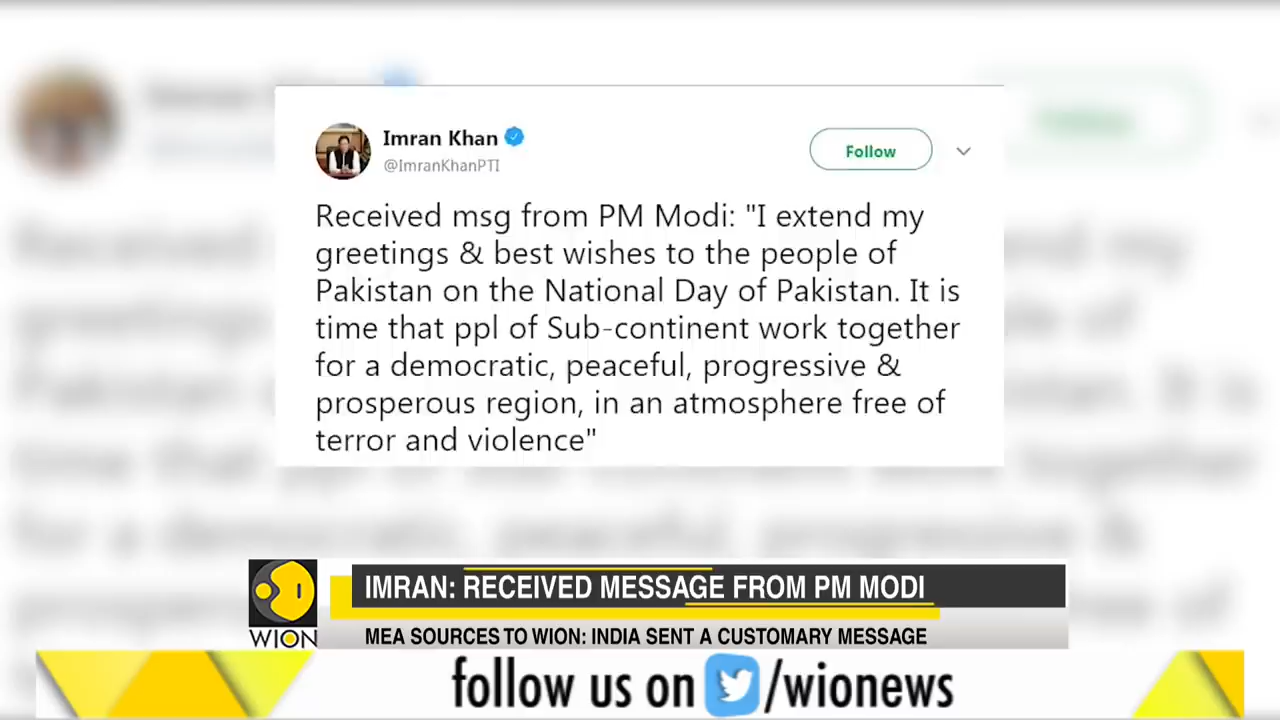 Imran Khan
@ImranKhanPTI
Follow
Received msg from PM Modi: "I extend my
greetings & best wishes to the people of
Pakistan on the National Day of Pakistan. It is
time that ppl of Sub-continent work together
for a democratic, peaceful, progressive &
prosperous region, in an atmosphere free of
terror and violence"
IMRAN: RECEIVED MESSAGE FROM PM MODI
WION
MEA SOURCES TO WION: INDIA SENT A CUSTOMARY MESSAGE
follow us on /wionews